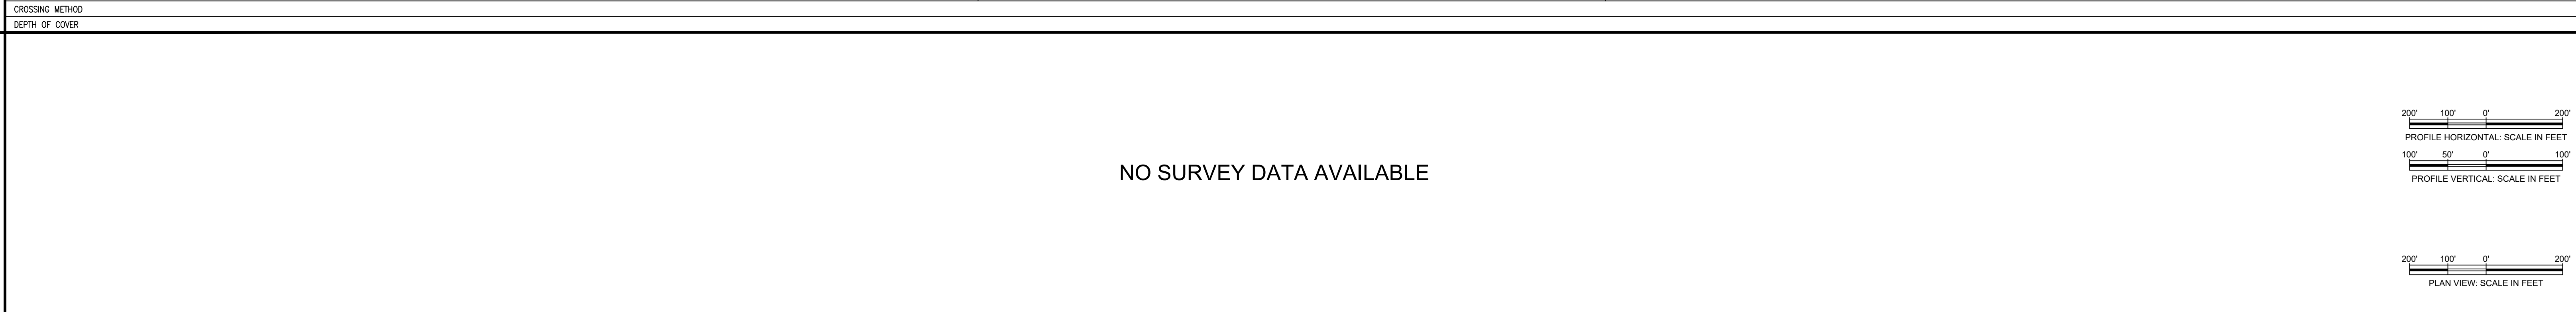 CROSSING METHOD
DEPTH OF COVER
200' 100' 0' 200'
PROFILE HORIZONTAL: SCALE IN FEET
100' 50' 0' 100'
PROFILE VERTICAL: SCALE IN FEET
NO SURVEY DATA AVAILABLE
200' 100' 0' 200'
PLAN VIEW: SCALE IN FEET